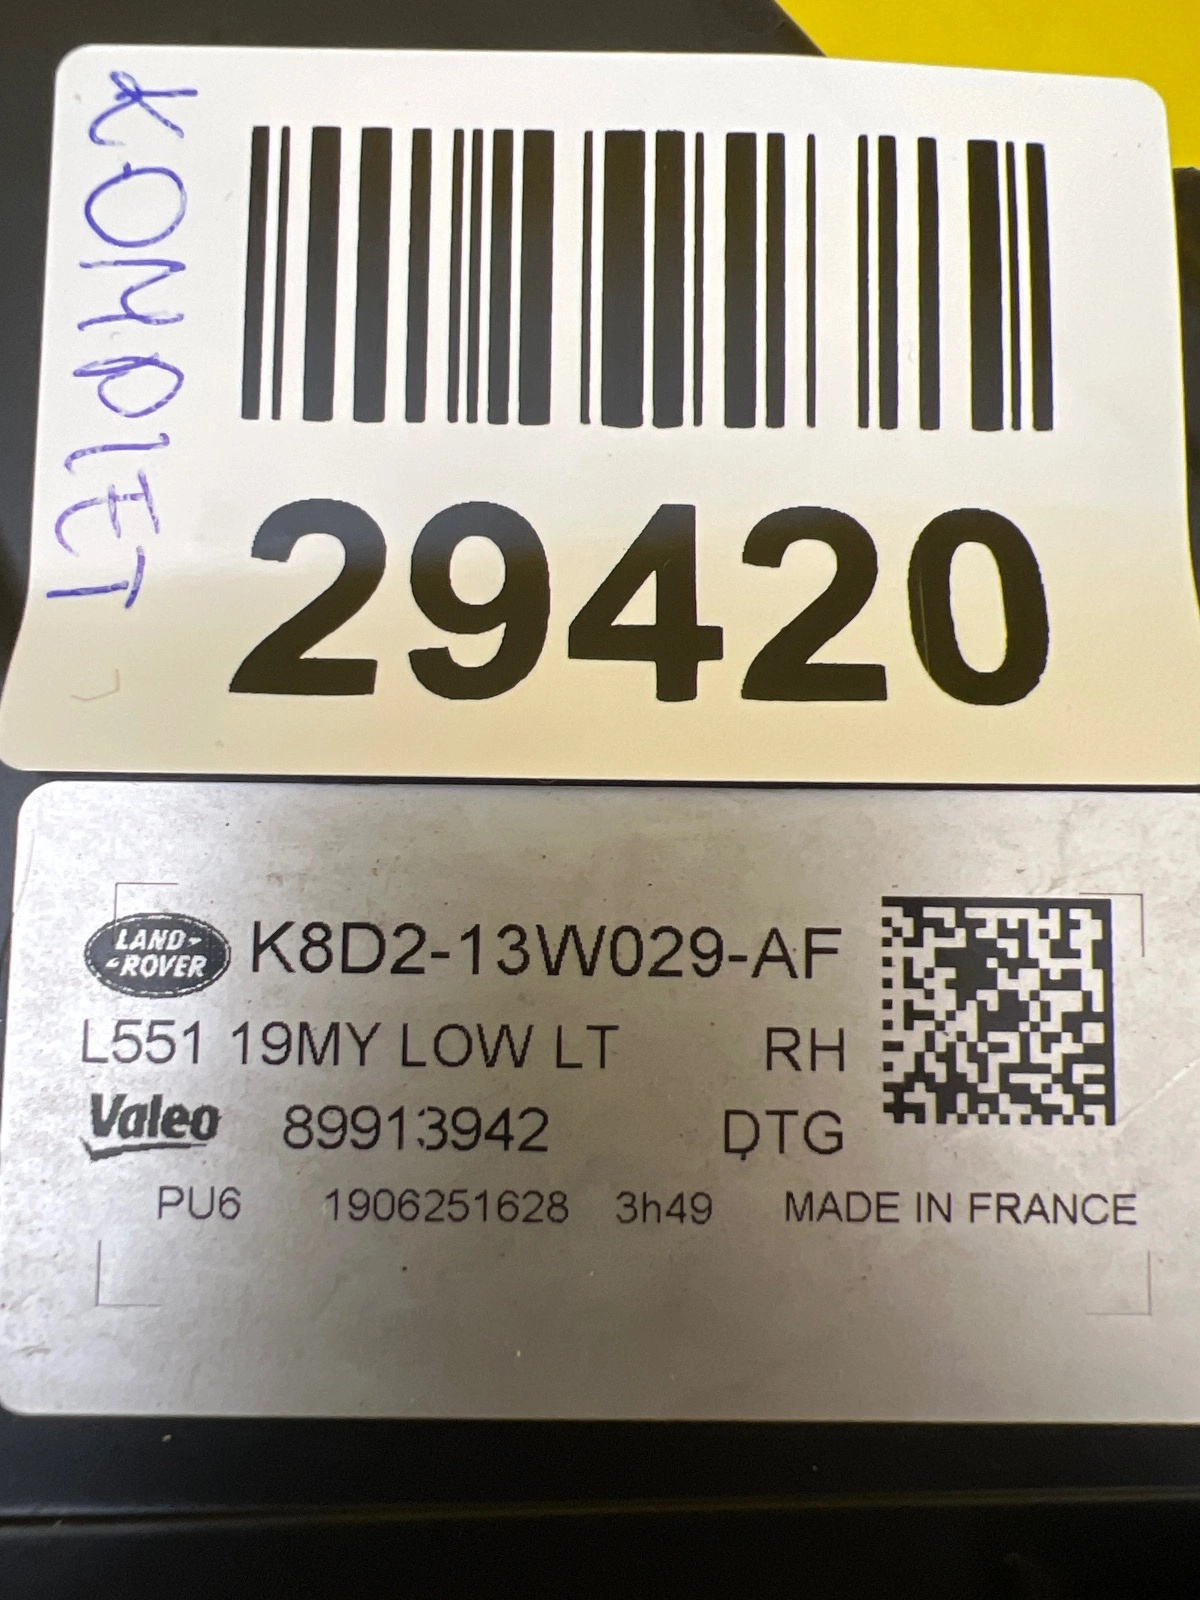 KOMPLET
29420
LAND-
-ROVER
K8D2-13W029-AF
L551 19MY LOW LT RH
Valeo 89913942 DTG
PU6 1906251628 3h49 MADE IN FRANCE